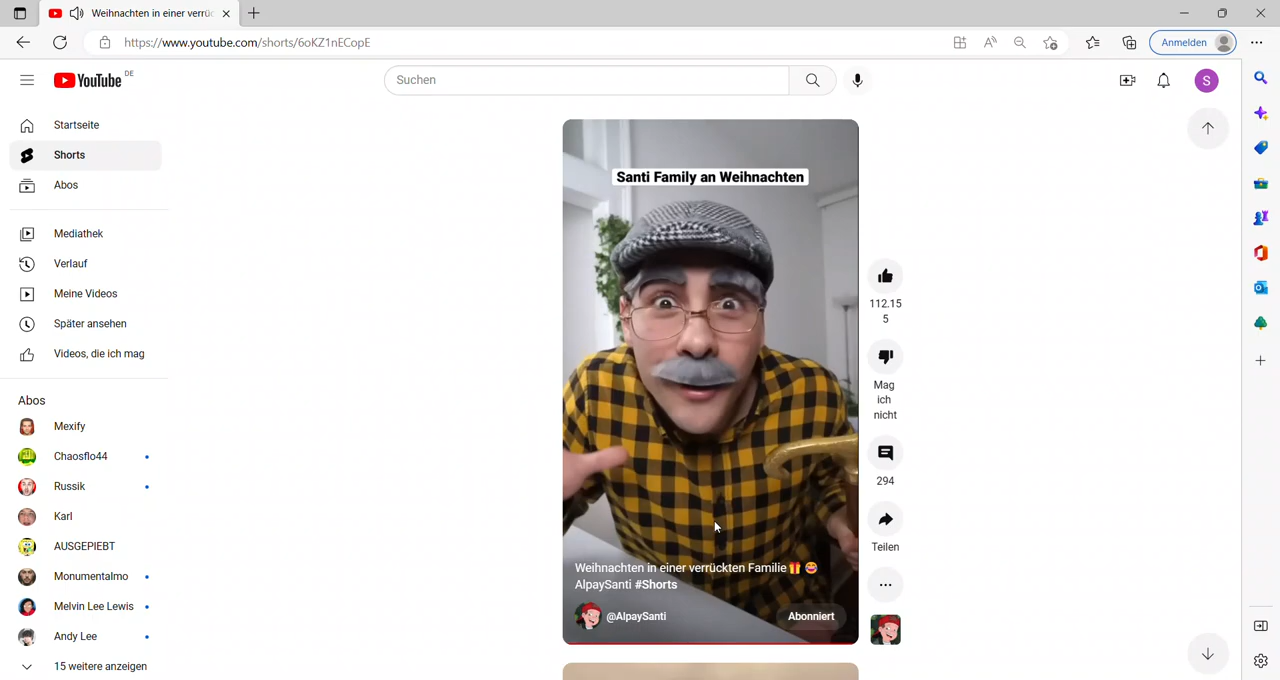 Weihnachten in einer verrüc
https://www.youtube.com/shorts/6oKZ1nECopE
Anmelden
YouTube DE
Suchen
S
Startseite
Shorts
Abos
Mediathek
Verlauf
Meine Videos
Später ansehen
Videos, die ich mag
Abos
Mexify
Chaosflo44
Russik
Karl
AUSGEPIEBT
Monumentalmo
Melvin Lee Lewis
Andy Lee
15 weitere anzeigen
Santi Family an Weihnachten
Weihnachten in einer verrückten Familie
AlpaySanti #Shorts
@AlpaySanti
Abonniert
112.15
5
Mag
ich
nicht
294
Teilen